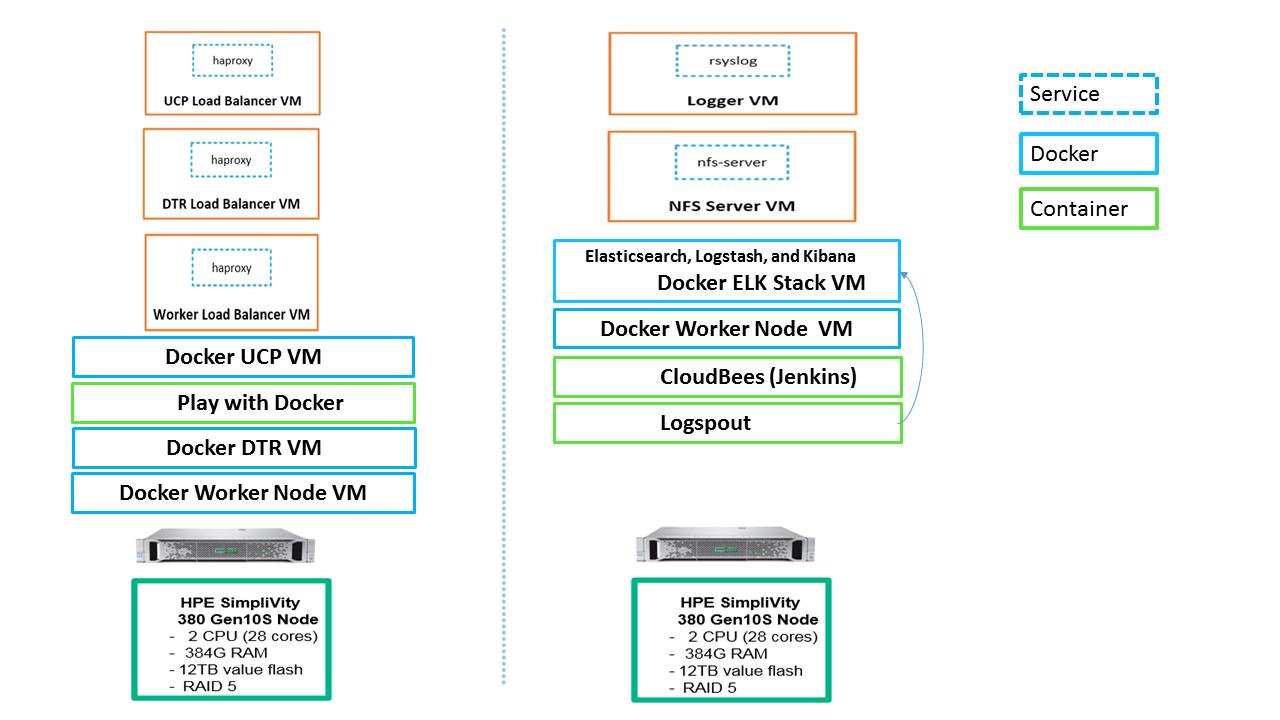 haproxy
UCP Load Balancer VM
haproxy
DTR Load Balancer VM
haproxy
Worker Load Balancer VM
Docker UCP VM
Play with Docker
Docker DTR VM
Docker Worker Node VM
HPE SimpliVity
380 Gen10S Node
- 2 CPU (28 cores)
- 384G RAM
- 12TB value flash
- RAID 5
rsyslog
Logger VM
nfs-server
NFS Server VM
Elasticsearch, Logstash, and Kibana
Docker ELK Stack VM
Docker Worker Node VM
CloudBees (Jenkins)
Logspout
HPE SimpliVity
380 Gen10S Node
- 2 CPU (28 cores)
- 384G RAM
- 12TB value flash
- RAID 5
Service
Docker
Container